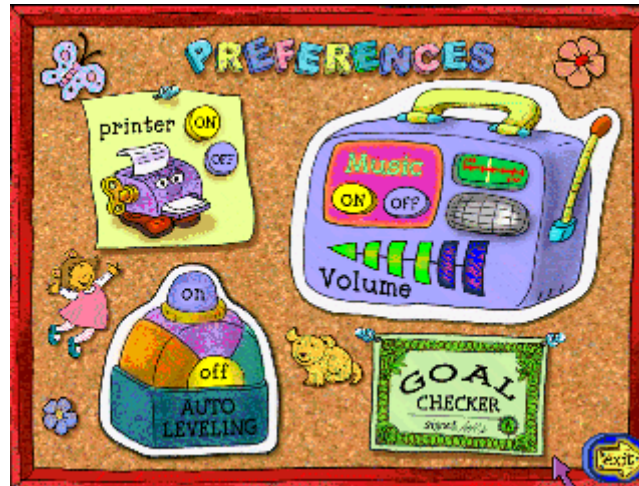 PREFERENCES
printer ON
OFF
Music
ON OFF
Volume
on
off
AUTO
LEVELING
GOAL
CHECKER
exit